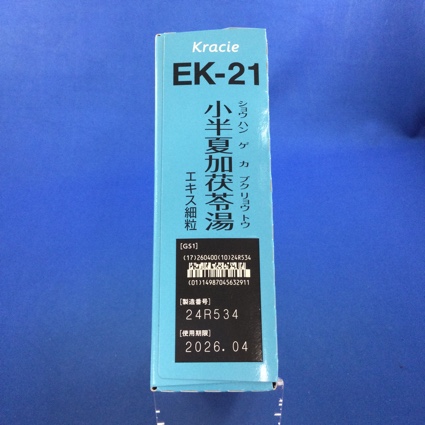 Kracie
EK-21
小半夏加茯苓湯
ショウ ハン ゲ カ ブクリョウ トウ
エキス細粒
[GS1]
(17)260400(10)24R534
(01)14987045632911
[製造番号]
24R534
[使用期限]
2026.04